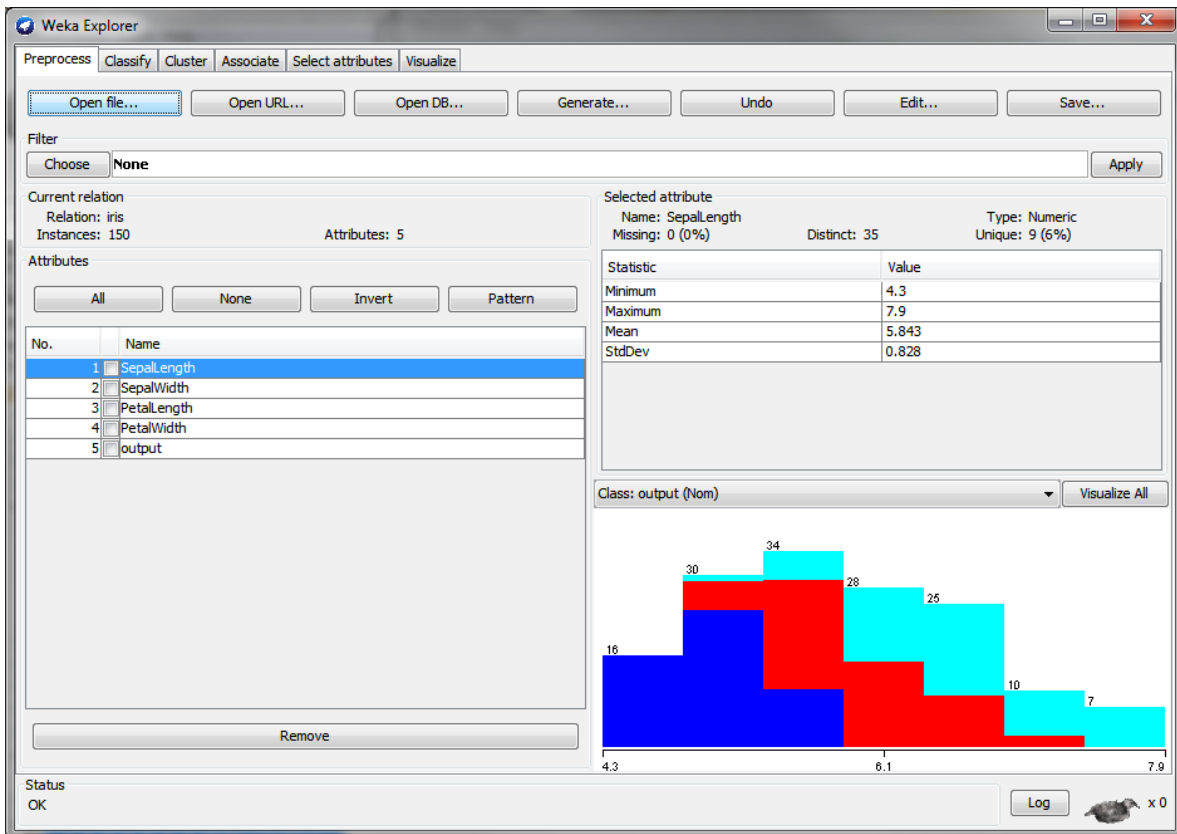 Weka Explorer
Preprocess Classify Cluster Associate Select attributes Visualize
Open file... Open URL... Open DB... Generate... Undo Edit... Save...
Filter
Choose None Apply
Current relation
Relation: iris
Instances: 150 Attributes: 5
Selected attribute
Name: SepalLength Type: Numeric
Missing: 0 (0%) Distinct: 35 Unique: 9 (6%)
Attributes
All None Invert Pattern
No. Name
1 SepalLength
2 SepalWidth
3 PetalLength
4 PetalWidth
5 output
Remove
Statistic Value
Minimum 4.3
Maximum 7.9
Mean 5.843
StdDev 0.828
Class: output (Nom) Visualize All
16 30 34 28 25 10 7
4.3 6.1 7.9
Status
OK Log x 0